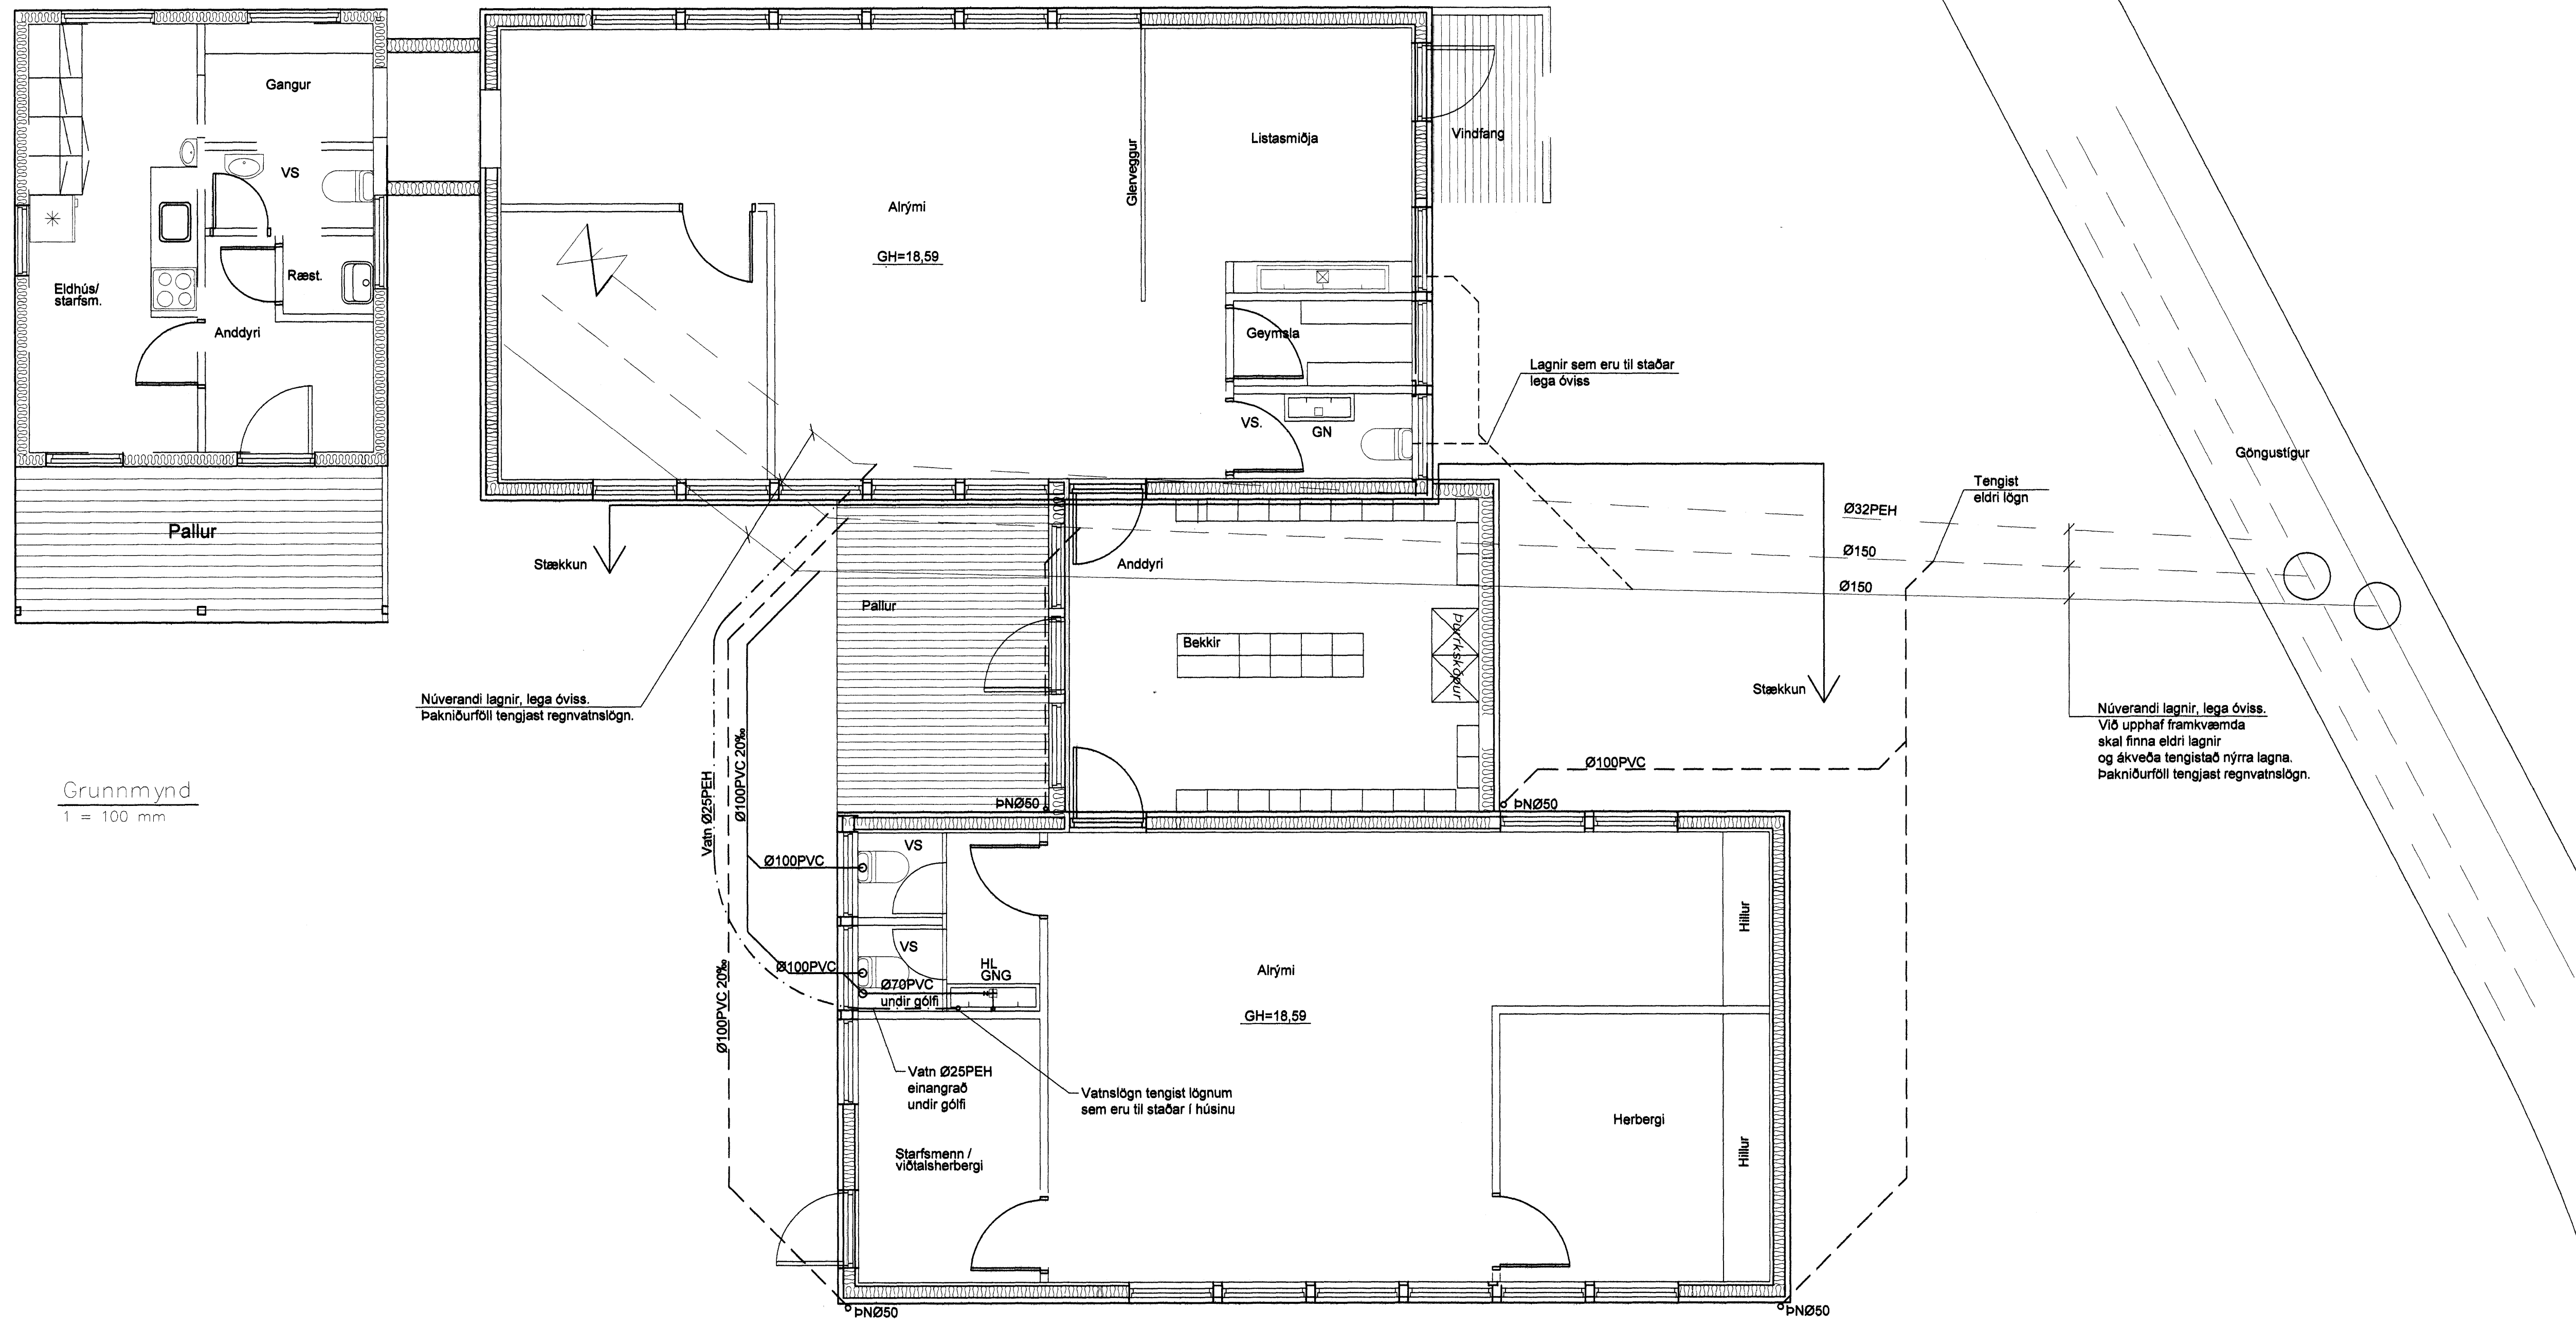 Gangur
VS
Ræst.
Eldhús/
starfsm.
Anddyri
Pallur
Alrými
GH=18,59
Glerveggur
Listasmiðja
Vindfang
Geymsla
VS.
GN
Lagnir sem eru til staðar
lega óviss
Göngustígur
Tengist
eldri lögn
Ø32PEH
Ø150
Ø150
Stækkun
Anddyri
Pallur
Bekkir
Þurrkskápur
Stækkun
Núverandi lagnir, lega óviss.
Þakniðurföll tengjast regnvatnslögn.
Núverandi lagnir, lega óviss.
Við upphaf framkvæmda
skal finna eldri lagnir
og ákveða tengistað nýrra lagna.
Þakniðurföll tengjast regnvatnslögn.
Grunnmynd
1 = 100 mm
Vatn Ø25PEH
Ø100PVC 20‰
Ø100PVC
ÞNØ50
ÞNØ50
Ø100PVC
VS
VS
Ø100PVC
Ø70PVC
undir gólfi
HL
GNG
Ø100PVC 20‰
Alrými
GH=18,59
Hillur
Vatn Ø25PEH
einangrað
undir gólfi
Vatnslögn tengist lögnum
sem eru til staðar í húsinu
Herbergi
Hillur
Starfsmenn /
viðtalsherbergi
ÞNØ50
ÞNØ50